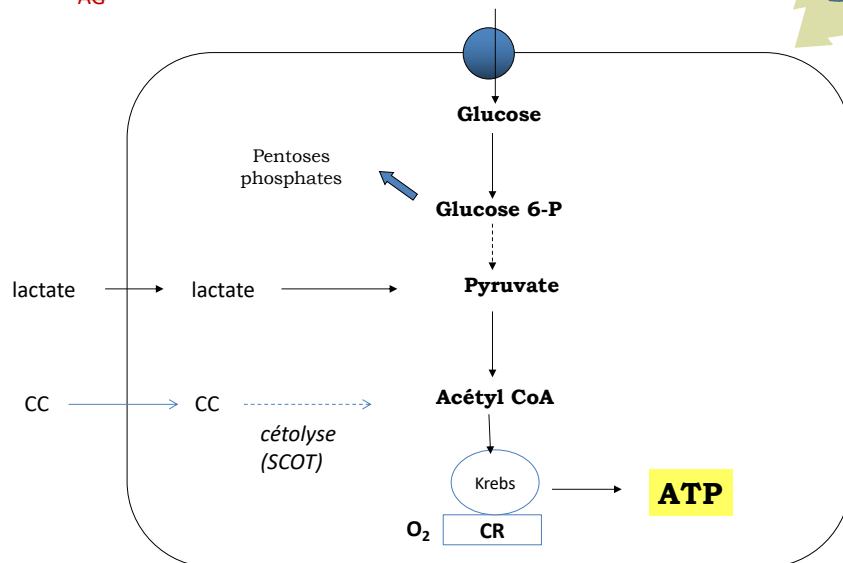 AG
Glucose
Pentoses
phosphates
Glucose 6-P
lactate
lactate
Pyruvate
CC
CC
Acétyl CoA
cétolyse
(SCOT)
Krebs
ATP
O₂
CR